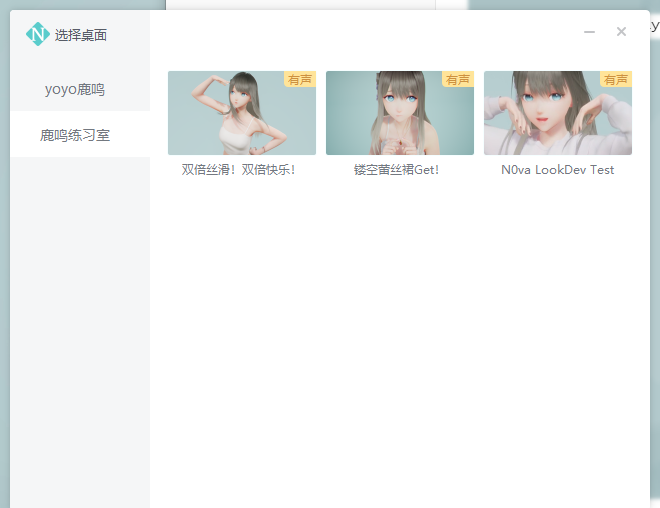 N 选择桌面
yoyo鹿鸣
鹿鸣练习室
有声
有声
有声
双倍丝滑！双倍快乐！
镂空蕾丝裙Get!
N0va LookDev Test